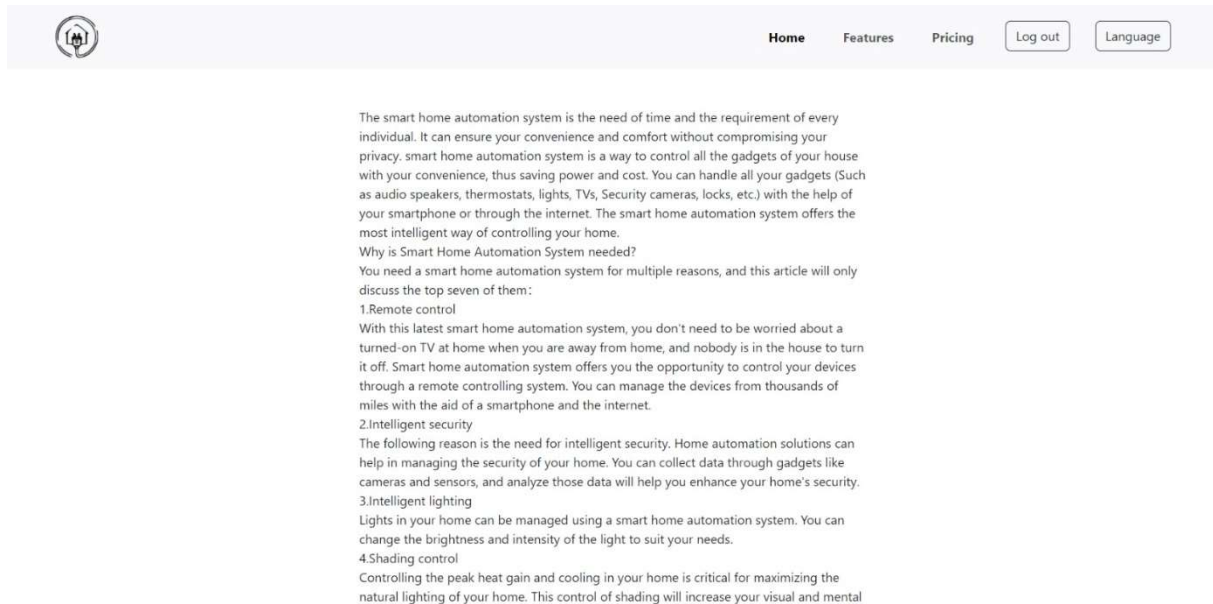 Home Features Pricing Log out Language
The smart home automation system is the need of time and the requirement of every
individual. It can ensure your convenience and comfort without compromising your
privacy. smart home automation system is a way to control all the gadgets of your house
with your convenience, thus saving power and cost. You can handle all your gadgets (Such
as audio speakers, thermostats, lights, TVs, Security cameras, locks, etc.) with the help of
your smartphone or through the internet. The smart home automation system offers the
most intelligent way of controlling your home.
Why is Smart Home Automation System needed?
You need a smart home automation system for multiple reasons, and this article will only
discuss the top seven of them：
1.Remote control
With this latest smart home automation system, you don't need to be worried about a
turned-on TV at home when you are away from home, and nobody is in the house to turn
it off. Smart home automation system offers you the opportunity to control your devices
through a remote controlling system. You can manage the devices from thousands of
miles with the aid of a smartphone and the internet.
2.Intelligent security
The following reason is the need for intelligent security. Home automation solutions can
help in managing the security of your home. You can collect data through gadgets like
cameras and sensors, and analyze those data will help you enhance your home's security.
3.Intelligent lighting
Lights in your home can be managed using a smart home automation system. You can
change the brightness and intensity of the light to suit your needs.
4.Shading control
Controlling the peak heat gain and cooling in your home is critical for maximizing the
natural lighting of your home. This control of shading will increase your visual and mental